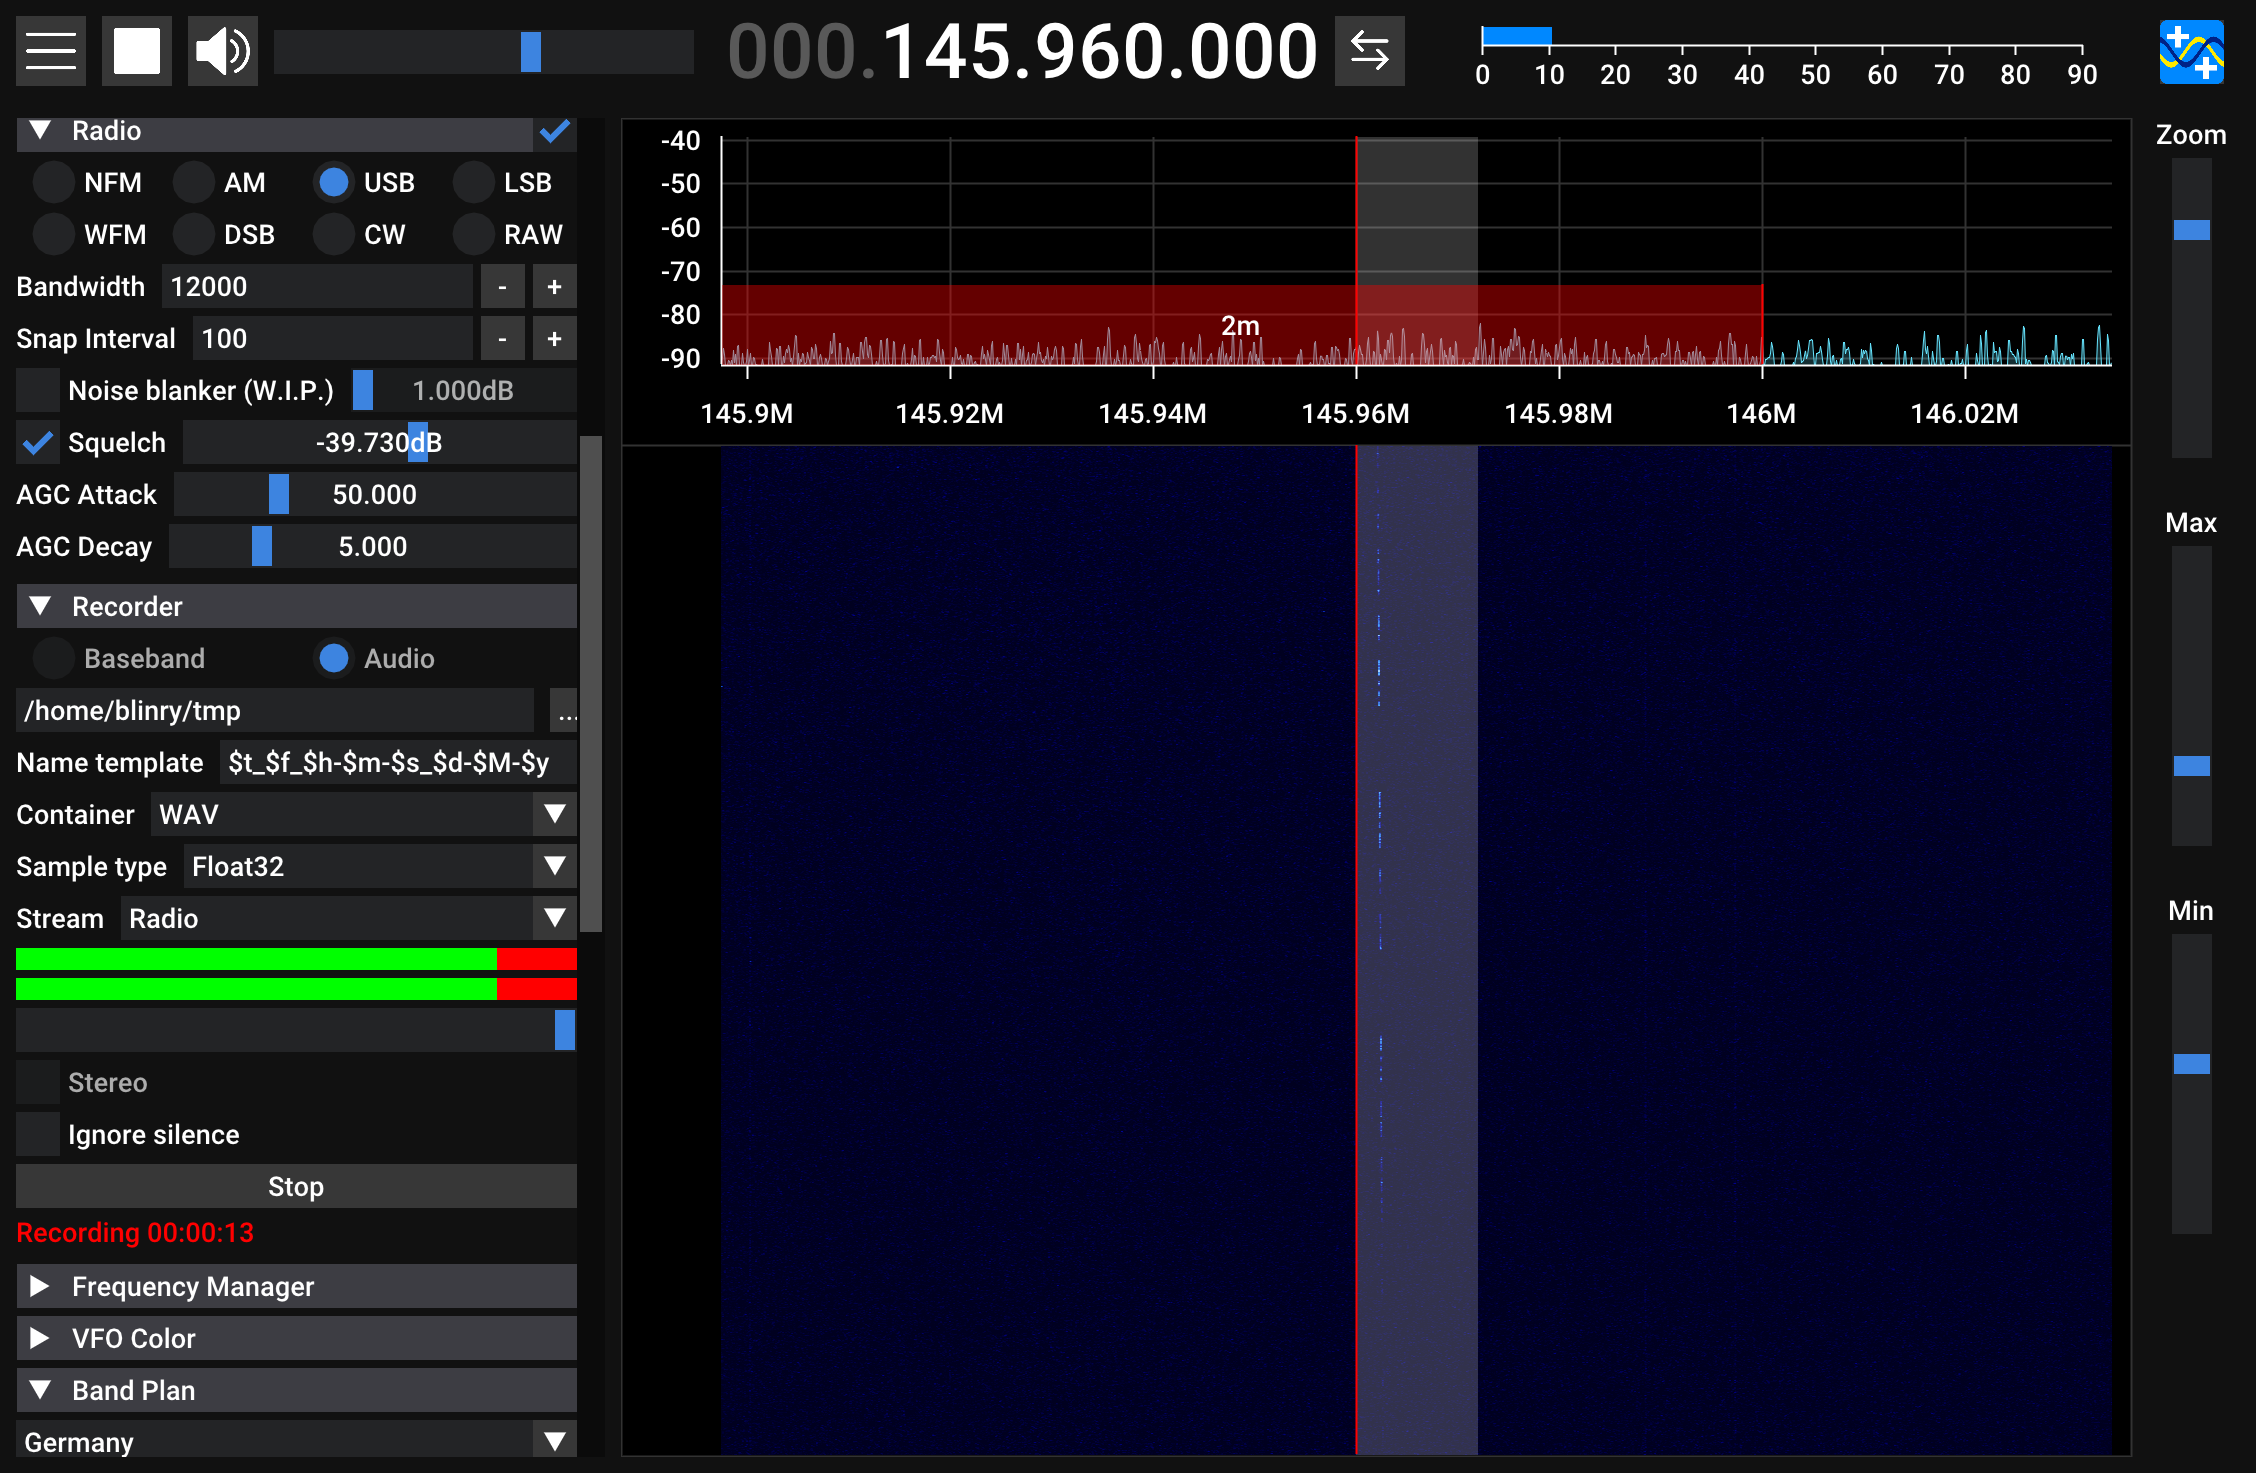 000.145.960.000
0 10 20 30 40 50 60 70 80 90
Radio
NFM AM USB LSB
WFM DSB CW RAW
Bandwidth 12000 - +
Snap Interval 100 - +
Noise blanker (W.I.P.) 1.000dB
Squelch -39.730dB
AGC Attack 50.000
AGC Decay 5.000
Recorder
Baseband Audio
/home/blinry/tmp ...
Name template $t_$f_$h-$m-$s_$d-$M-$y
Container WAV
Sample type Float32
Stream Radio
Stereo
Ignore silence
Stop
Recording 00:00:13
Frequency Manager
VFO Color
Band Plan
Germany
-40
-50
-60
-70
-80
-90
2m
145.9M 145.92M 145.94M 145.96M 145.98M 146M 146.02M
Zoom
Max
Min